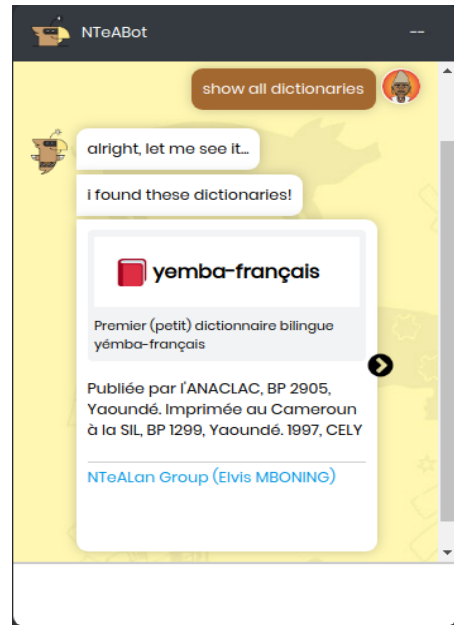 NTeABot
--
show all dictionaries
alright, let me see it...
i found these dictionaries!
yemba-français
Premier (petit) dictionnaire bilingue
yémba-français
Publiée par l'ANACLAC, BP 2905,
Yaoundé. Imprimée au Cameroun
à la SIL, BP 1299, Yaoundé. 1997, CELY
NTeALan Group (Elvis MBONING)